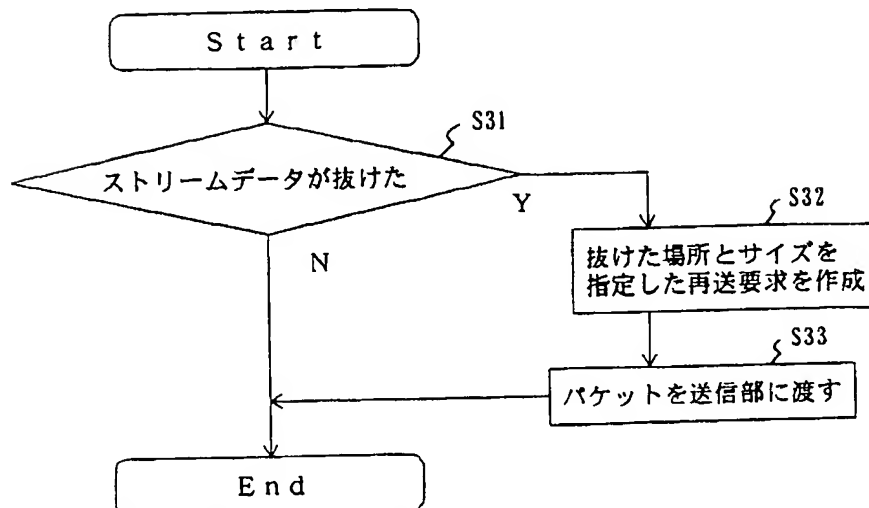 Start
S31
ストリームデータが抜けた
Y
N
S32
抜けた場所とサイズを
指定した再送要求を作成
S33
パケットを送信部に渡す
End